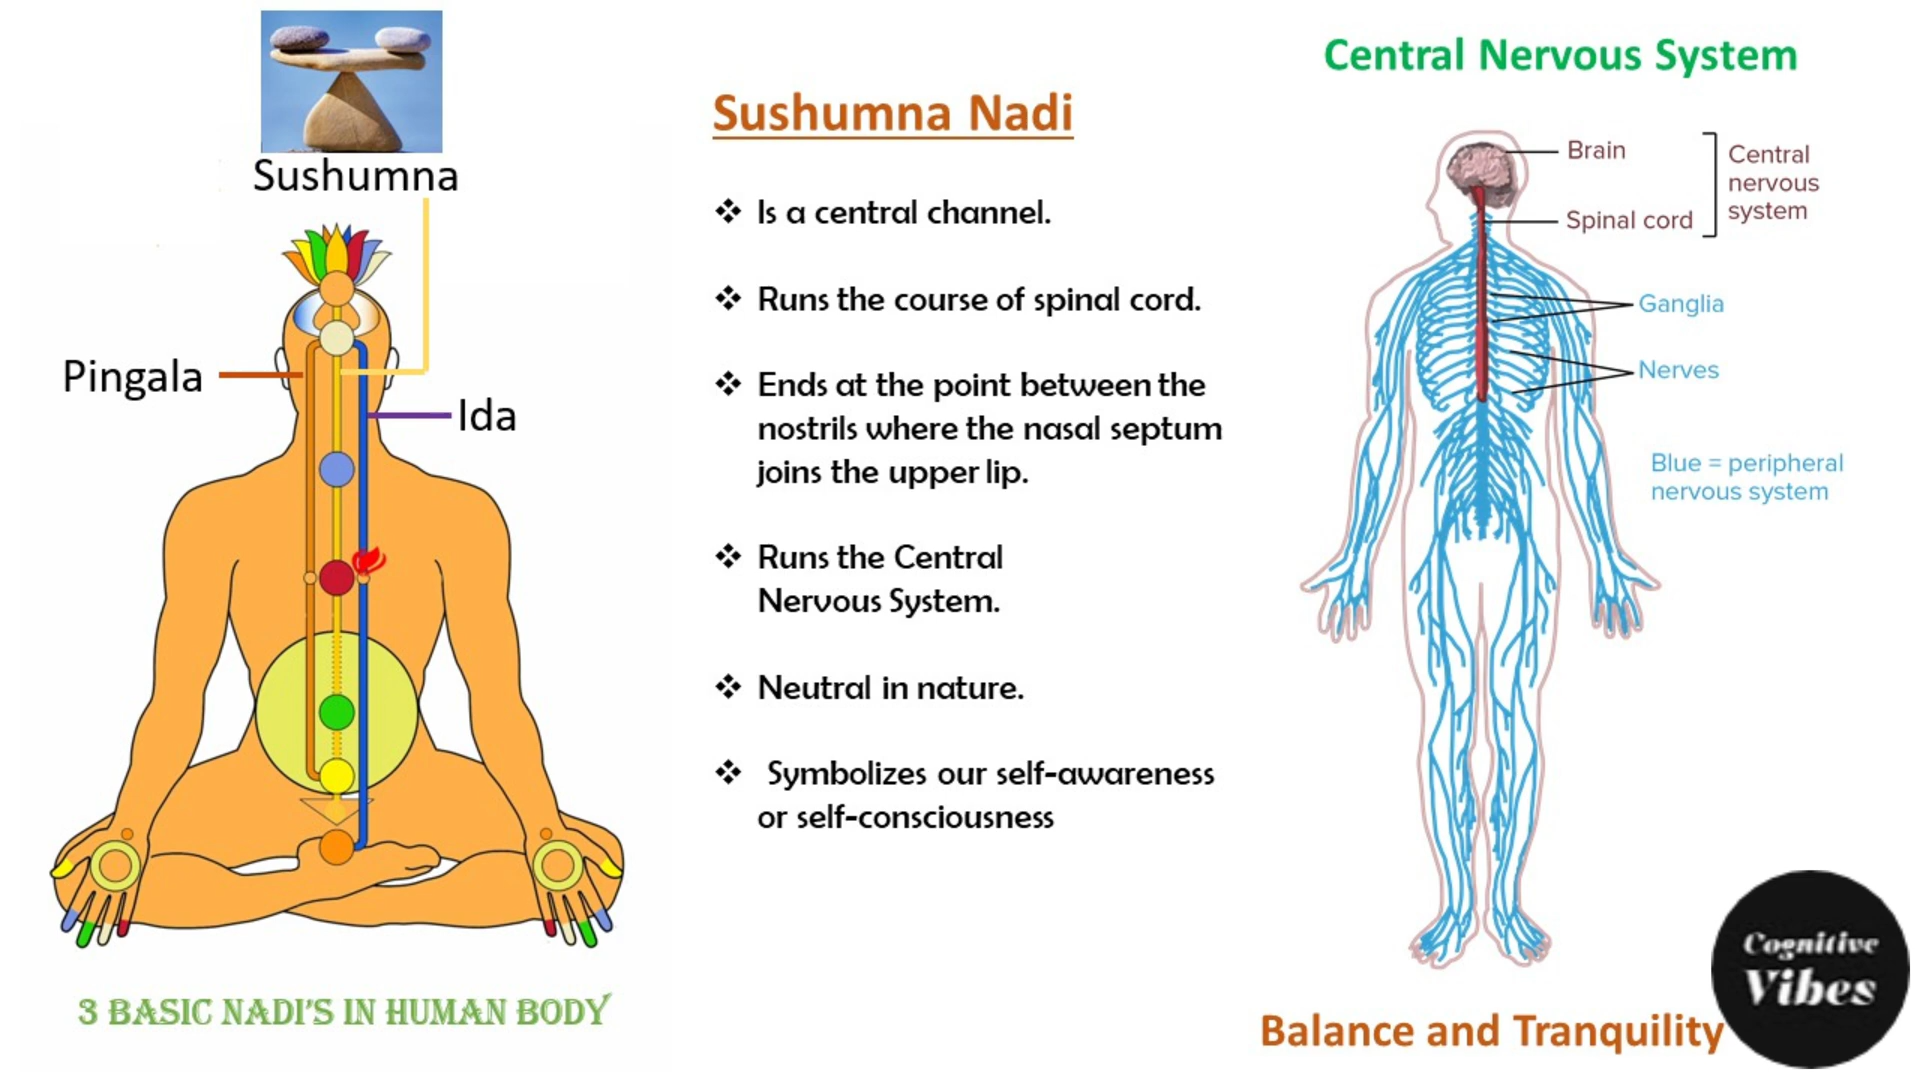 Sushumna
Pingala
Ida
3 BASIC NADI'S IN HUMAN BODY
Sushumna Nadi
❖ Is a central channel.
❖ Runs the course of spinal cord.
❖ Ends at the point between the
nostrils where the nasal septum
joins the upper lip.
❖ Runs the Central
Nervous System.
❖ Neutral in nature.
❖ Symbolizes our self-awareness
or self-consciousness
Central Nervous System
Brain
Spinal cord
Central
nervous
system
Ganglia
Nerves
Blue = peripheral
nervous system
Balance and Tranquility
Cognitive
Vibes